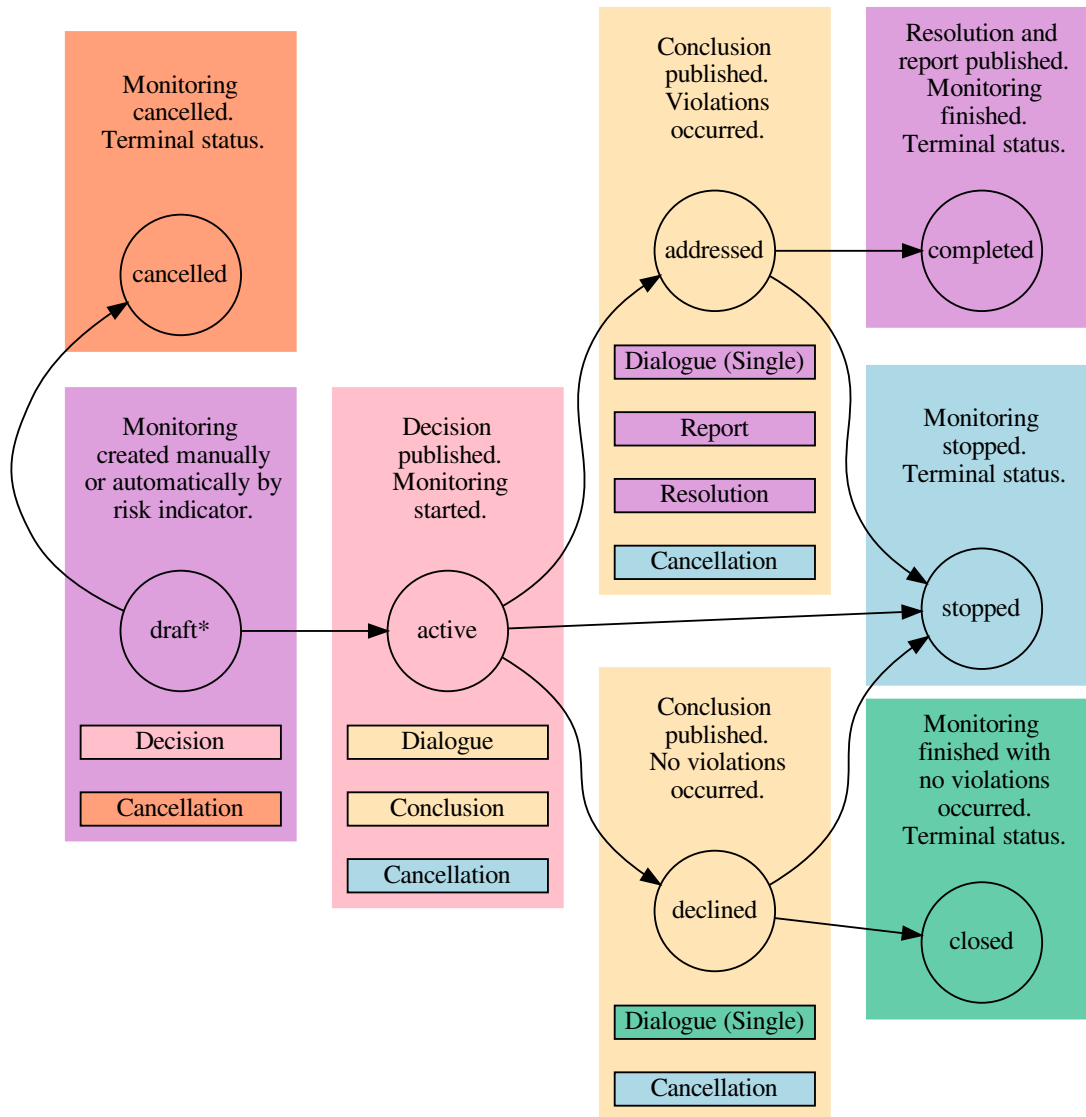 Monitoring
cancelled.
Terminal status.
cancelled
Monitoring
created manually
or automatically by
risk indicator.
draft*
Decision
Cancellation
Decision
published.
Monitoring
started.
active
Dialogue
Conclusion
Cancellation
Conclusion
published.
Violations
occurred.
addressed
Dialogue (Single)
Report
Resolution
Cancellation
Conclusion
published.
No violations
occurred.
declined
Dialogue (Single)
Cancellation
Resolution and
report published.
Monitoring
finished.
Terminal status.
completed
Monitoring
stopped.
Terminal status.
stopped
Monitoring
finished with
no violations
occurred.
Terminal status.
closed